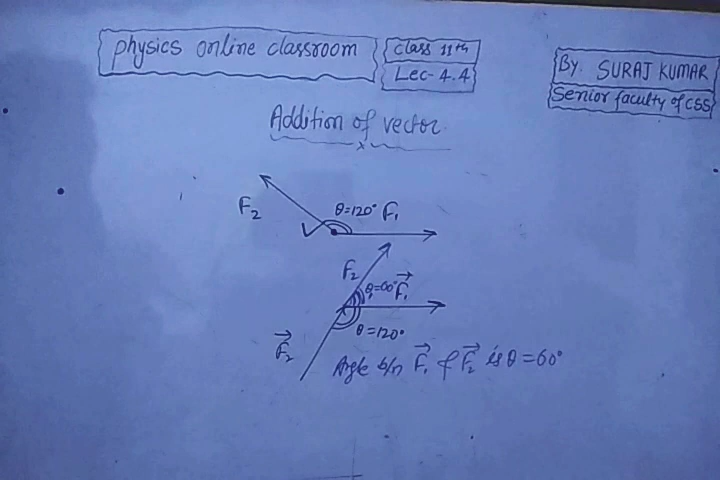 physics online classroom
Class 11th
Lec- 4.4
By. SURAJ KUMAR
Senior faculty of CSS
Addition of vector
x
F₂
θ=120° F₁
F₂
θ=60° F₁
θ=120°
F₂
Angle b/n F₁ & F₂ is θ=60°